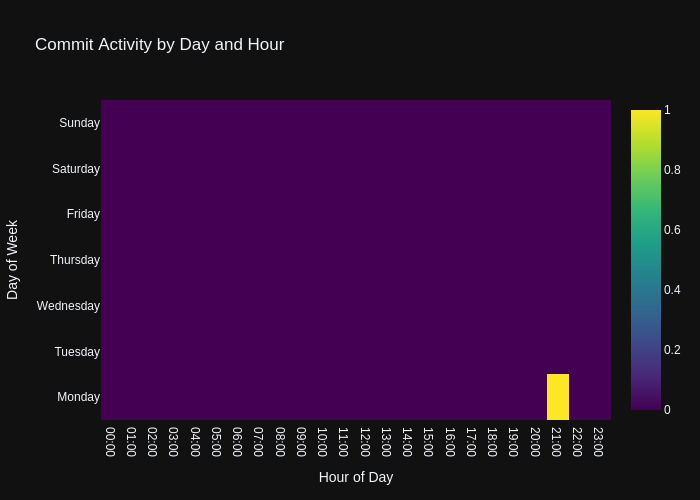 Commit Activity by Day and Hour
Sunday
Saturday
Friday
Thursday
Wednesday
Tuesday
Monday
Day of Week
00:00 01:00 02:00 03:00 04:00 05:00 06:00 07:00 08:00 09:00 10:00 11:00 12:00 13:00 14:00 15:00 16:00 17:00 18:00 19:00 20:00 21:00 22:00 23:00
Hour of Day
1
0.8
0.6
0.4
0.2
0